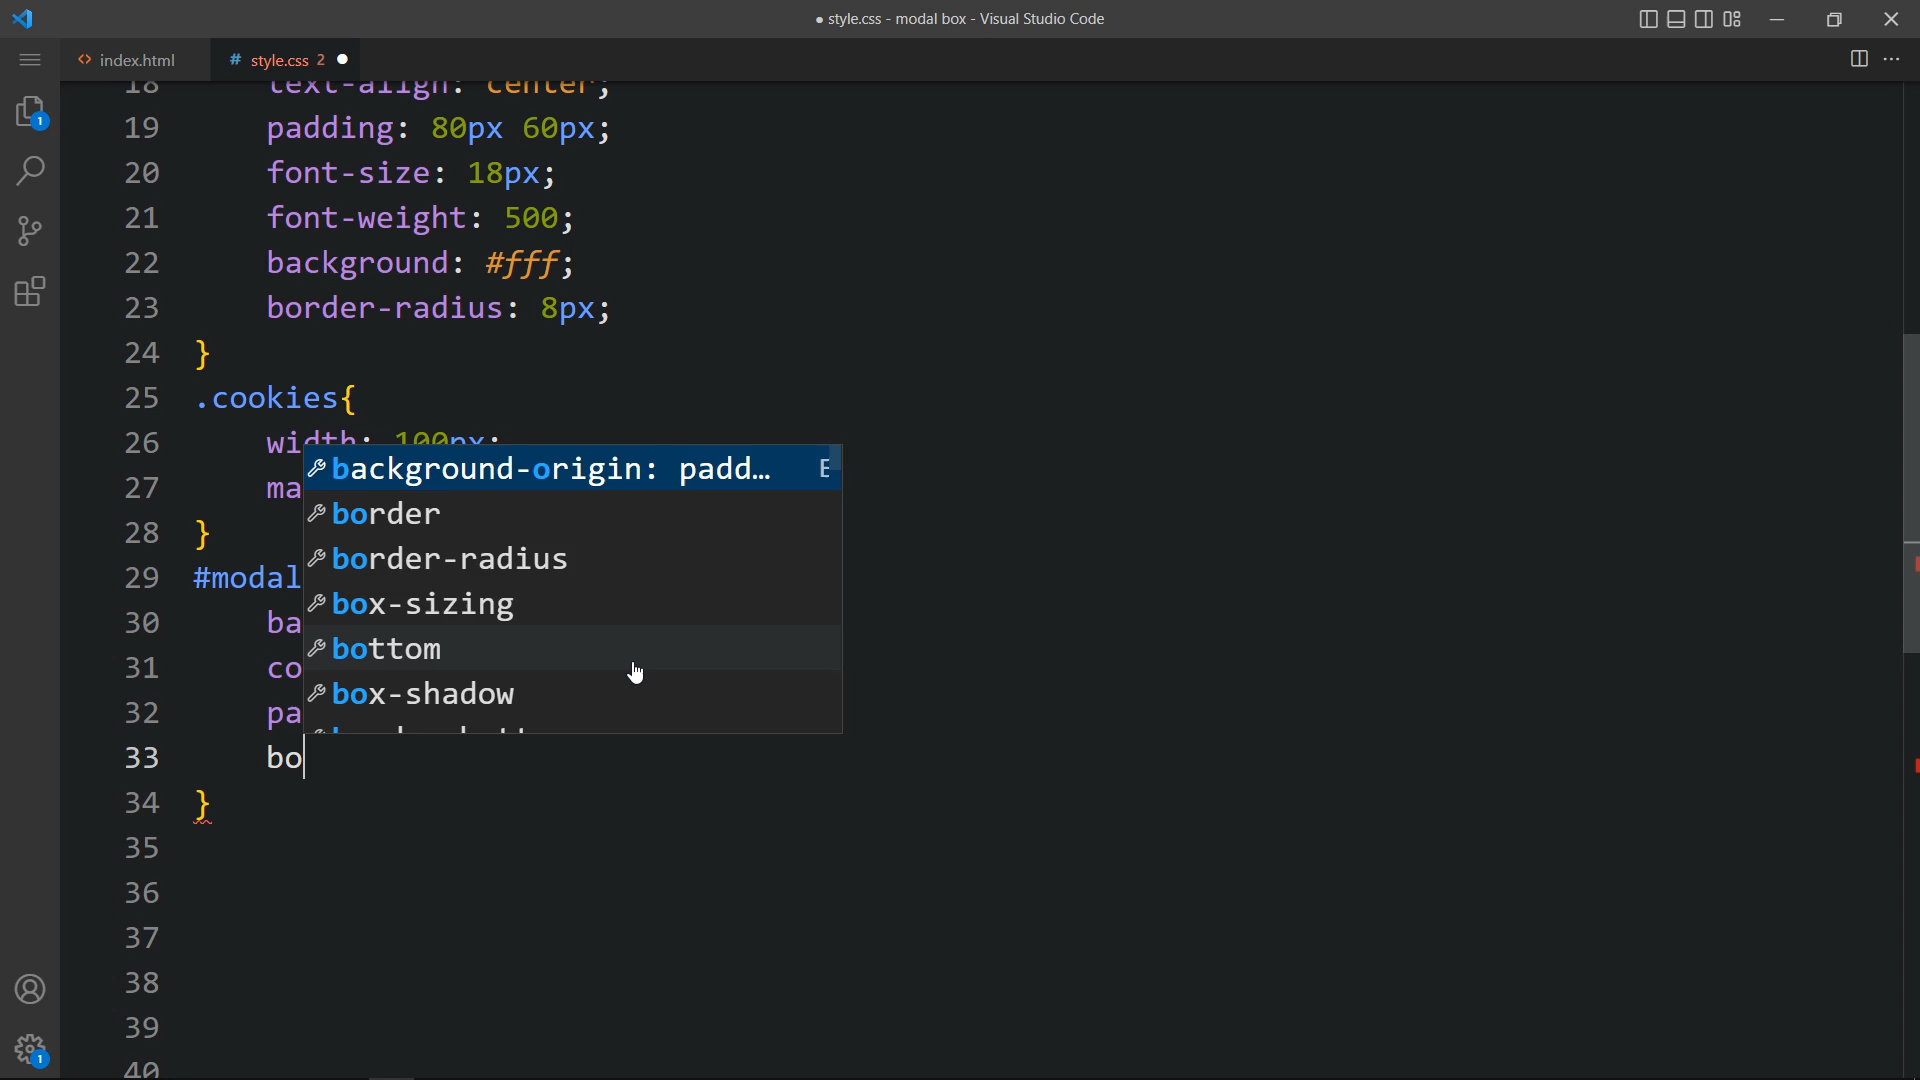 ● style.css - modal box - Visual Studio Code
index.html
# style.css 2
18 text-align: center;
19 padding: 80px 60px;
20 font-size: 18px;
21 font-weight: 500;
22 background: #fff;
23 border-radius: 8px;
24 }
25 .cookies{
26 width: 100px;
27 ma
28 }
29 #modal
30 ba
31 co
32 pa
33 bo
34 }
35
36
37
38
39
40
background-origin: padd…
border
border-radius
box-sizing
bottom
box-shadow
1
1